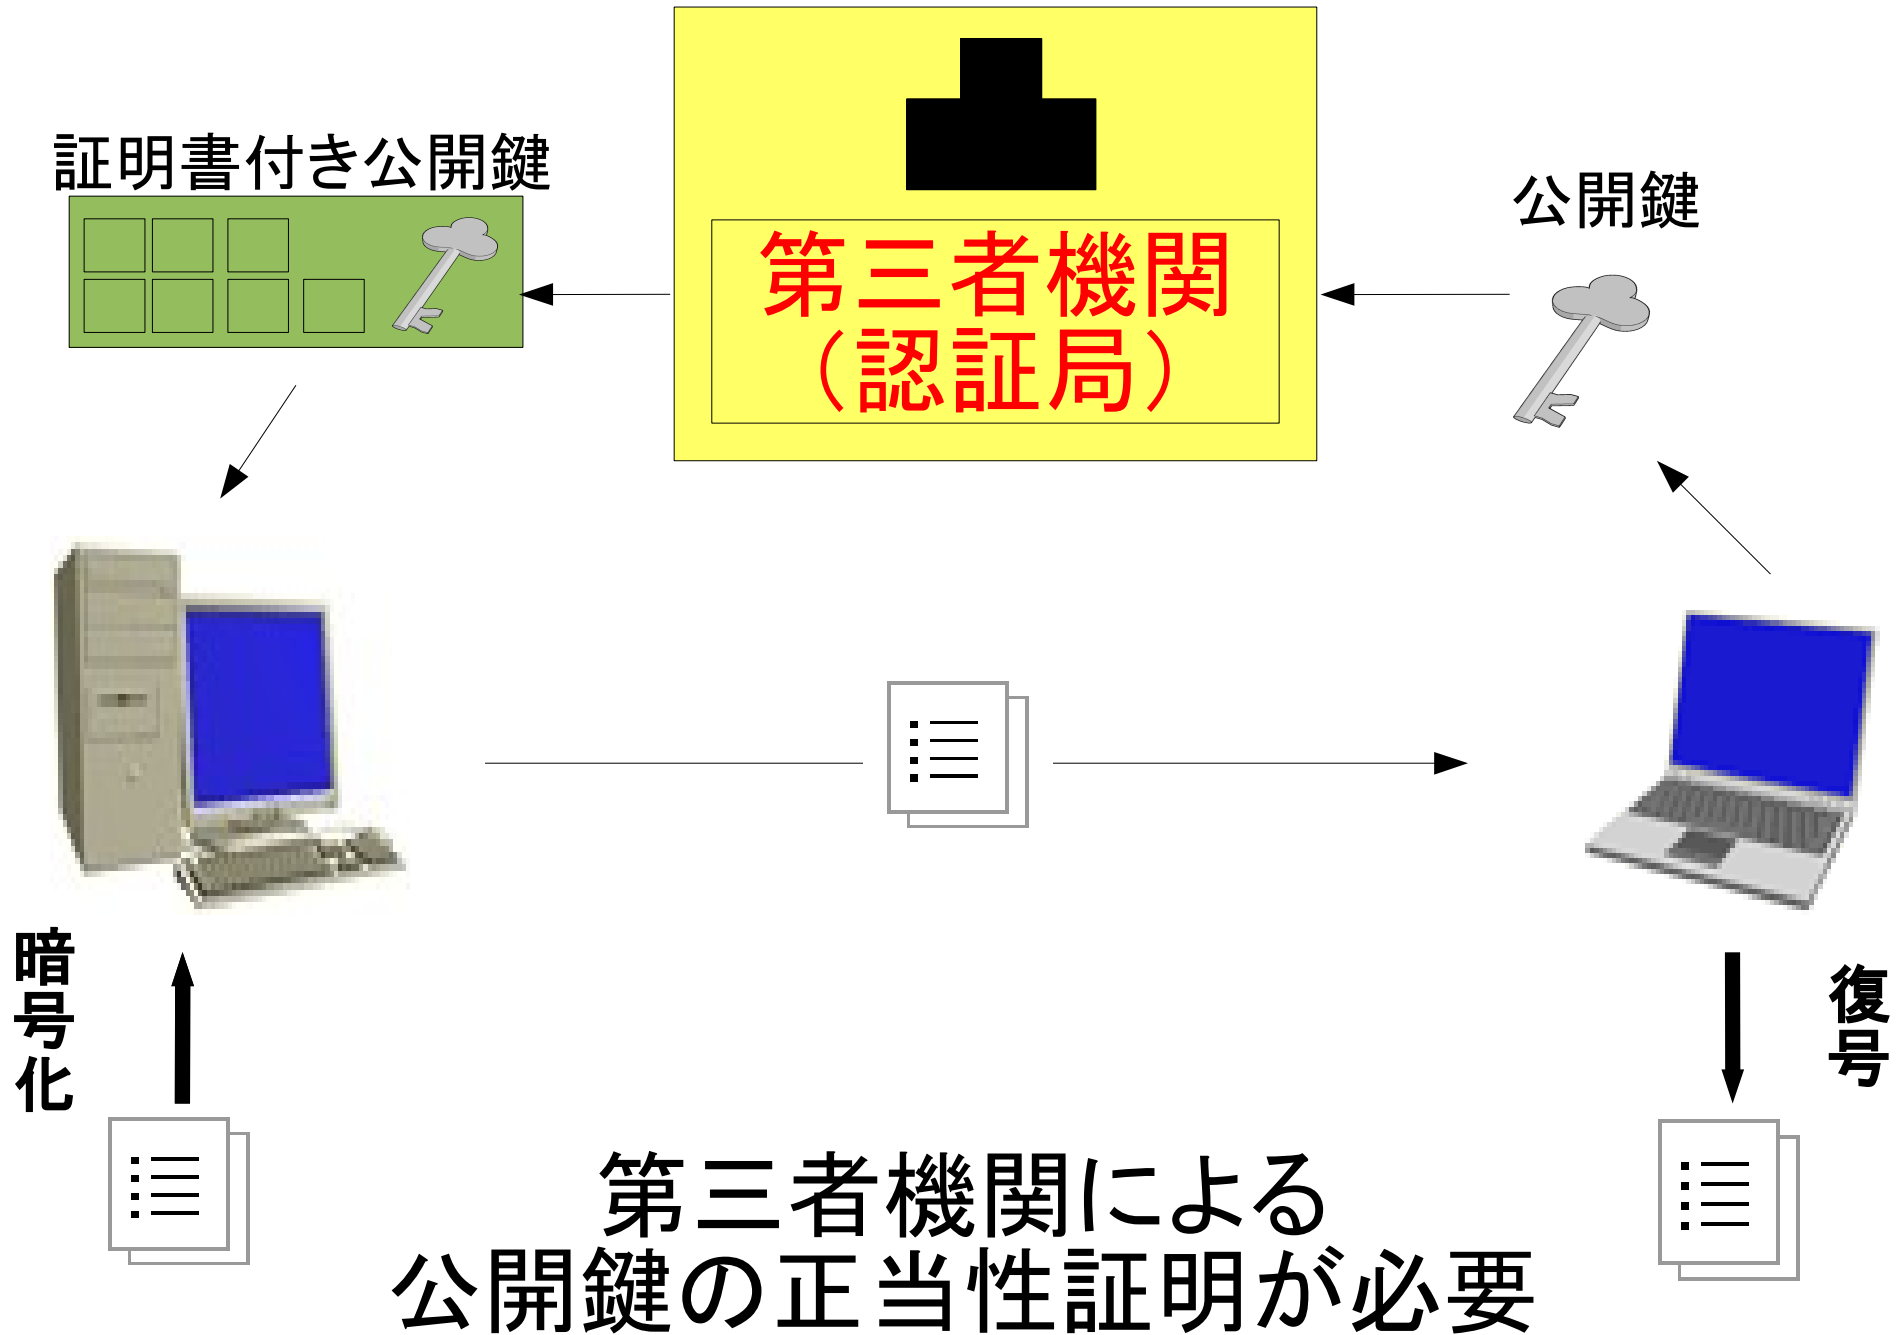 証明書付き公開鍵
公開鍵
第三者機関
（認証局）
暗号化
復号
第三者機関による
公開鍵の正当性証明が必要